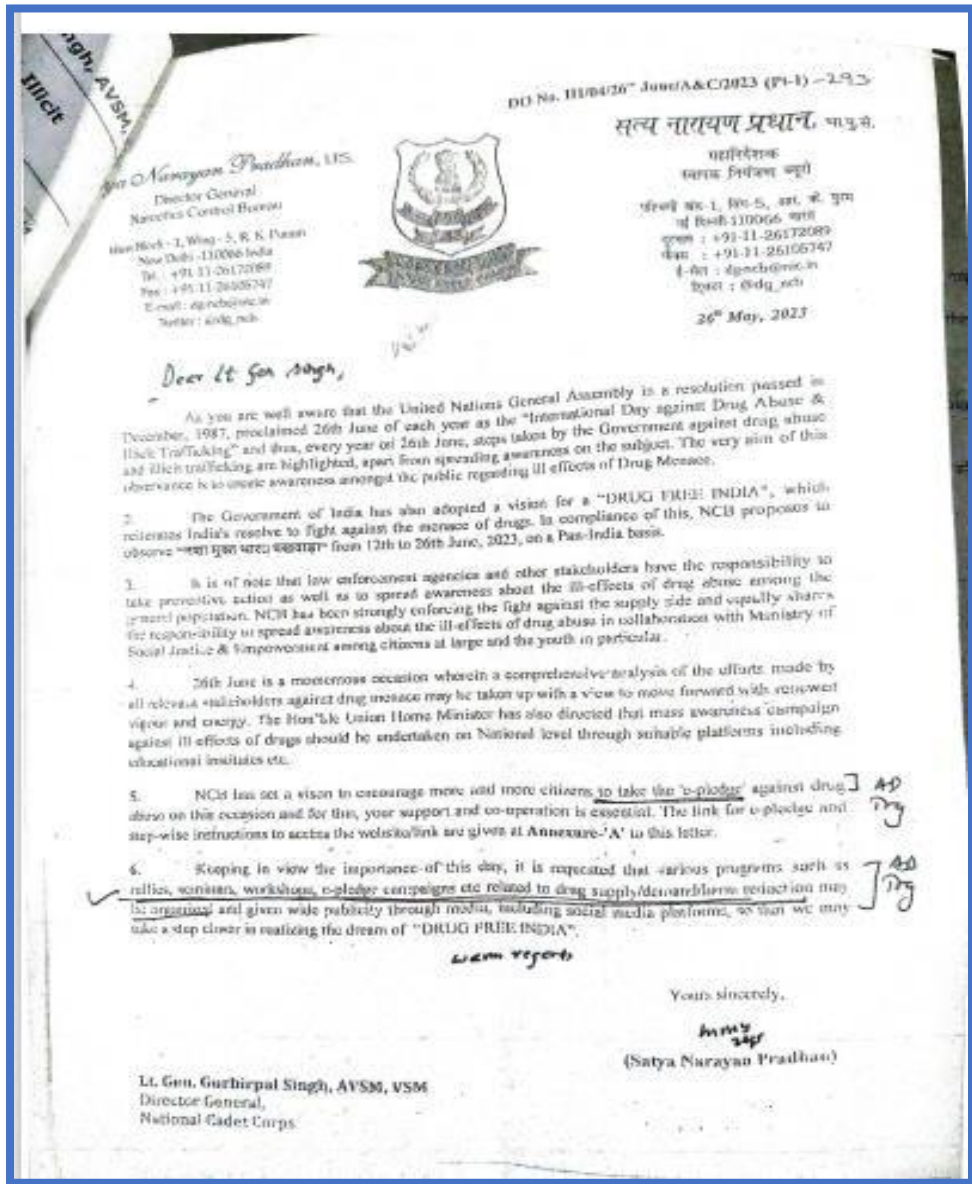 ngh, AVSM,
Illicit
DO No. III/04/26th June/A&C/2023 (Pt-1) - 293
Narayan Pradhan, I.P.S.
Director General
Narcotics Control Bureau
Block - 1, Wing - 5, R. K. Puram
New Delhi -110066 India
Tel. : +91-11-26172089
Fax : +91-11-26105747
E-mail : dgncb@nic.in
Twitter : @dg_ncb
सत्य नारायण प्रधान, भा.पु.से.
महानिदेशक
स्वापक नियंत्रण ब्यूरो
पश्चिमी खंड-1, विंग-5, आर. के. पुरम
नई दिल्ली-110066 भारत
दूरभाष : +91-11-26172089
फैक्स : +91-11-26105747
ई-मेल : dgncb@nic.in
ट्विटर : @dg_ncb
26th May, 2023
Dear Lt Gen Singh,
As you are well aware that the United Nations General Assembly in a resolution passed in
December, 1987, proclaimed 26th June of each year as the "International Day against Drug Abuse &
Illicit Trafficking" and thus, every year on 26th June, steps taken by the Government against drug abuse
and illicit trafficking are highlighted, apart from spreading awareness on the subject. The very aim of this
observance is to create awareness amongst the public regarding ill effects of Drug Menace.
2. The Government of India has also adopted a vision for a "DRUG FREE INDIA", which
reiterates India's resolve to fight against the menace of drugs. In compliance of this, NCB proposes to
observe "नशा मुक्त भारत पखवाड़ा" from 12th to 26th June, 2023, on a Pan-India basis.
3. It is of note that law enforcement agencies and other stakeholders have the responsibility to
take preventive action as well as to spread awareness about the ill-effects of drug abuse among the
general population. NCB has been strongly enforcing the fight against the supply side and equally shares
the responsibility to spread awareness about the ill-effects of drug abuse in collaboration with Ministry of
Social Justice & Empowerment among citizens at large and the youth in particular.
4. 26th June is a momentous occasion wherein a comprehensive analysis of the efforts made by
all relevant stakeholders against drug menace may be taken up with a view to move forward with renewed
vigour and energy. The Hon'ble Union Home Minister has also directed that mass awareness campaign
against ill effects of drugs should be undertaken on National level through suitable platforms including
educational institutes etc.
5. NCB has set a vison to encourage more and more citizens to take the 'e-pledge' against drug
abuse on this occasion and for this, your support and co-operation is essential. The link for e-pledge and
step-wise instructions to access the website/link are given at Annexure-'A' to this letter.
AD
Trg
6. Keeping in view the importance of this day, it is requested that various programs such as
rallies, seminars, workshops, e-pledge campaigns etc related to drug supply/demand/harm reduction may
be organized and given wide publicity through media, including social media platforms, so that we may
take a step closer in realizing the dream of "DRUG FREE INDIA".
AD
Trg
warm regards
Yours sincerely,
(Satya Narayan Pradhan)
Lt. Gen. Gurbirpal Singh, AVSM, VSM
Director General,
National Cadet Corps